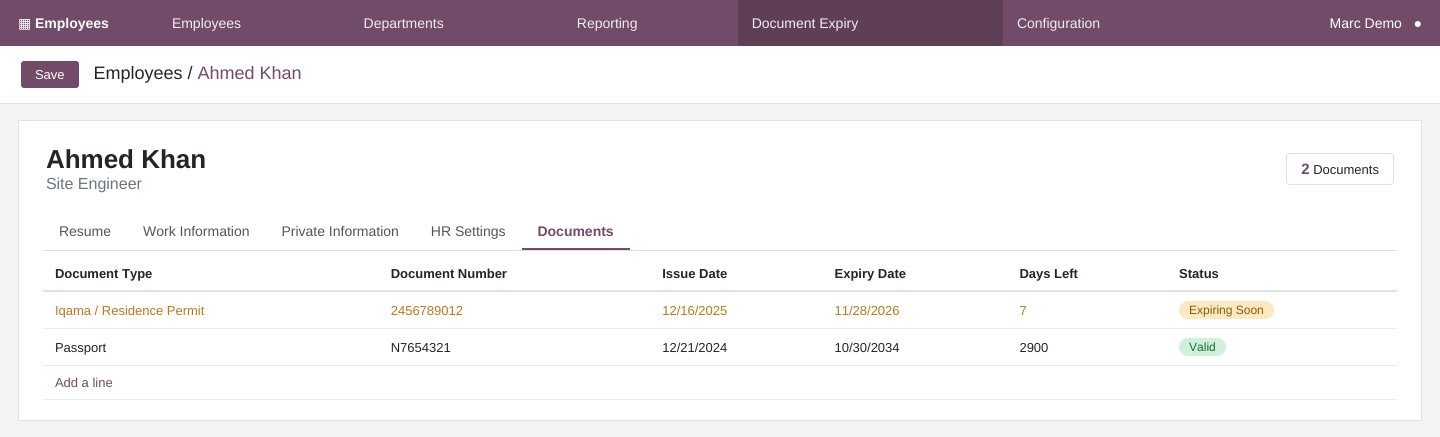 Employees Employees Departments Reporting Document Expiry Configuration Marc Demo
Save Employees / Ahmed Khan
Ahmed Khan
Site Engineer
2 Documents
Resume Work Information Private Information HR Settings Documents
Document Type Document Number Issue Date Expiry Date Days Left Status
Iqama / Residence Permit 2456789012 12/16/2025 11/28/2026 7 Expiring Soon
Passport N7654321 12/21/2024 10/30/2034 2900 Valid
Add a line